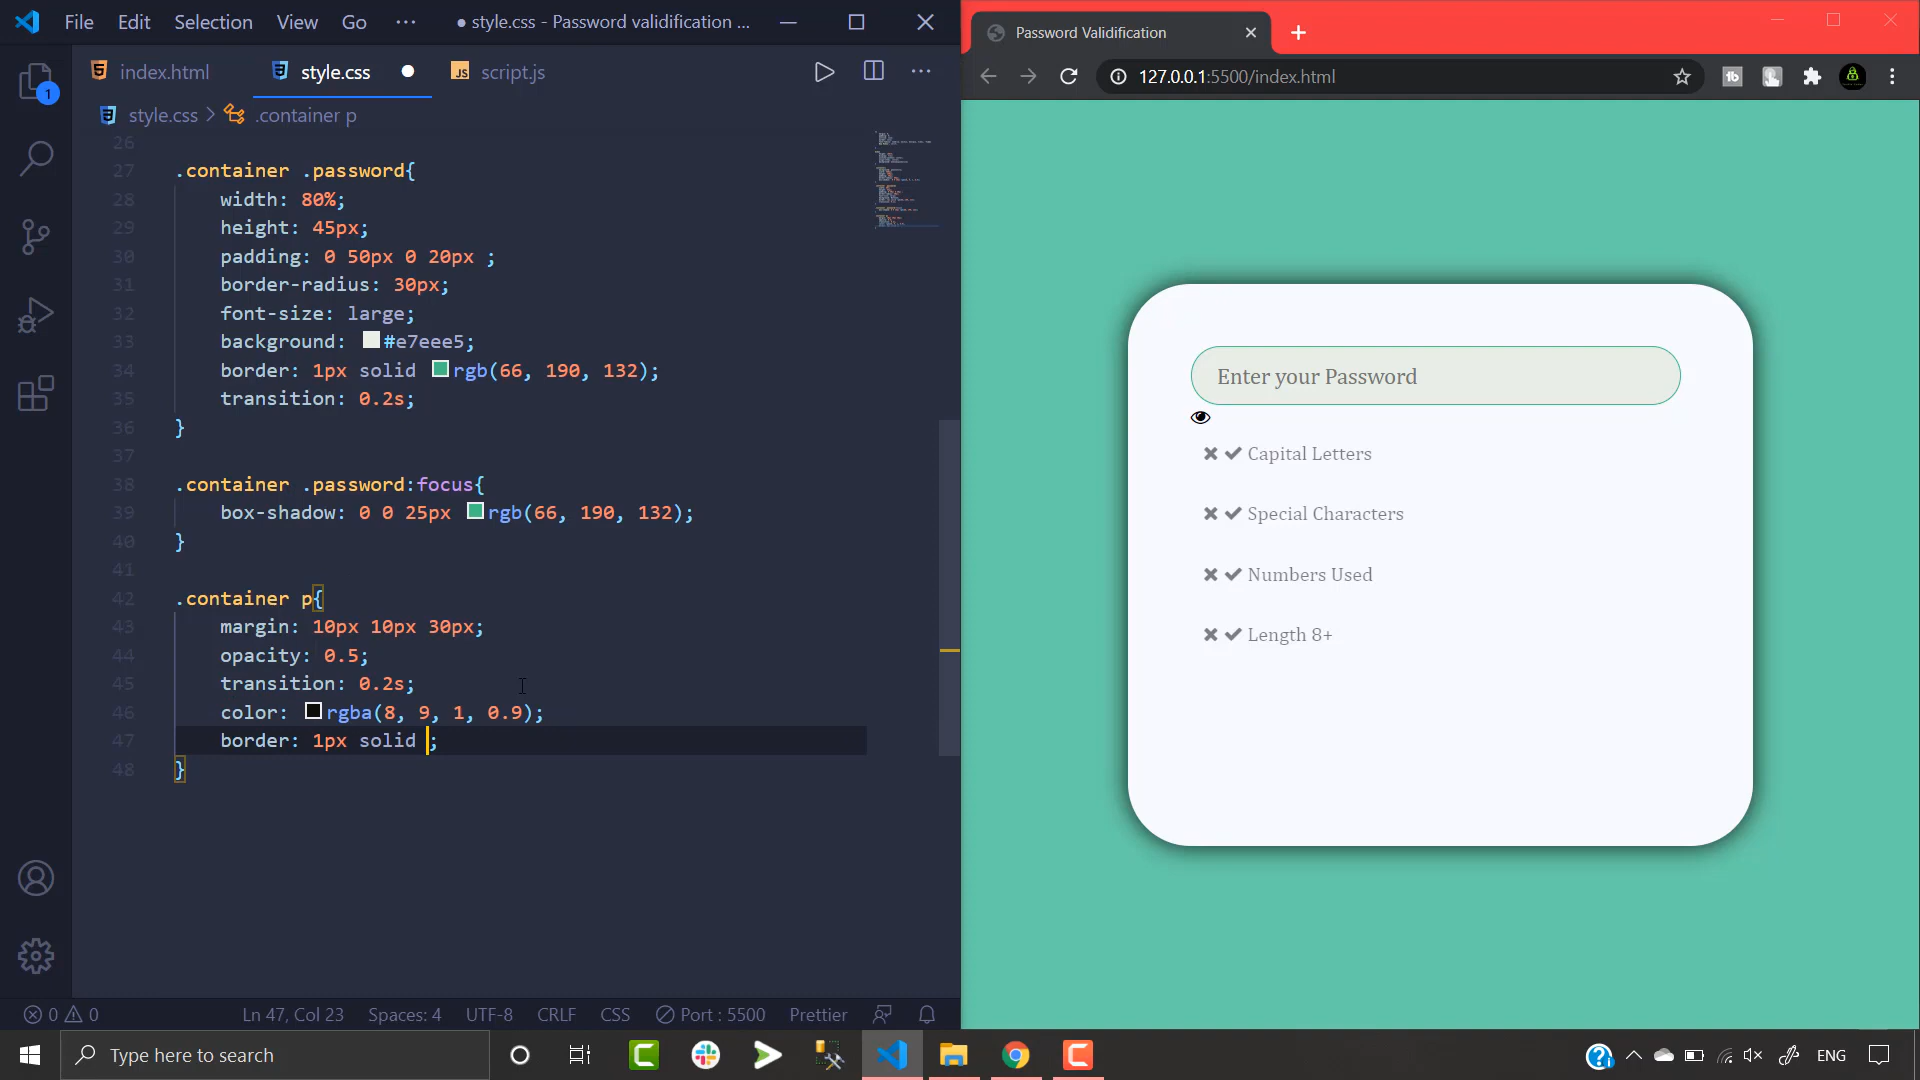 File Edit Selection View Go ··· ● style.css - Password validification ...
index.html style.css ● JS script.js ···
style.css > .container p
26
27 .container .password{
28 width: 80%;
29 height: 45px;
30 padding: 0 50px 0 20px ;
31 border-radius: 30px;
32 font-size: large;
33 background: #e7eee5;
34 border: 1px solid rgb(66, 190, 132);
35 transition: 0.2s;
36 }
37
38 .container .password:focus{
39 box-shadow: 0 0 25px rgb(66, 190, 132);
40 }
41
42 .container p{
43 margin: 10px 10px 30px;
44 opacity: 0.5;
45 transition: 0.2s;
46 color: rgba(8, 9, 1, 0.9);
47 border: 1px solid ;
48 }
1
0 0 Ln 47, Col 23 Spaces: 4 UTF-8 CRLF CSS Port : 5500 Prettier
Password Validification
127.0.0.1:5500/index.html
Enter your Password
Capital Letters
Special Characters
Numbers Used
Length 8+
Type here to search
ENG